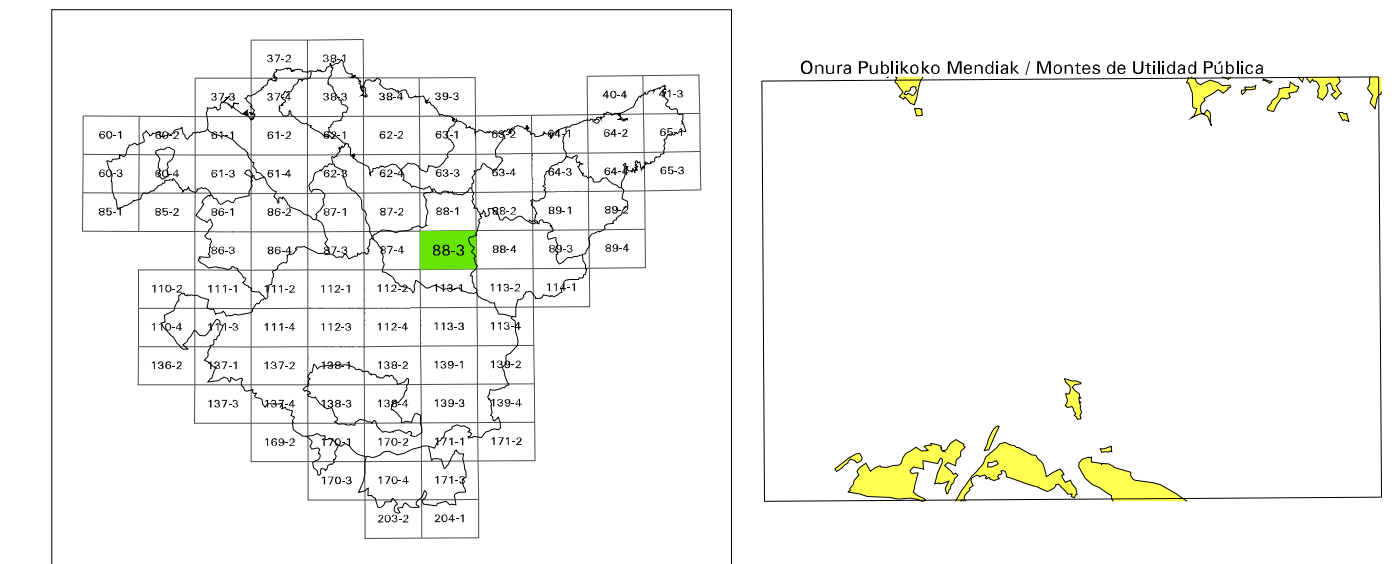 37-2 38-1
37-3 37-4 38-3 38-4 39-3 40-4 41-3
60-1 60-2 61-1 61-2 62-1 62-2 63-1 63-2 64-1 64-2 65-1
60-3 60-4 61-3 61-4 62-3 62-4 63-3 63-4 64-3 64-4 65-3
85-1 85-2 86-1 86-2 87-1 87-2 88-1 88-2 89-1 89-2
86-3 86-4 87-3 87-4 88-3 88-4 89-3 89-4
110-2 111-1 111-2 112-1 112-2 113-1 113-2 114-1
110-4 111-3 111-4 112-3 112-4 113-3 113-4
136-2 137-1 137-2 138-1 138-2 139-1 139-2
137-3 137-4 138-3 138-4 139-3 139-4
169-2 170-1 170-2 171-1 171-2
170-3 170-4 171-3
203-2 204-1
Onura Publikoko Mendiak / Montes de Utilidad Pública